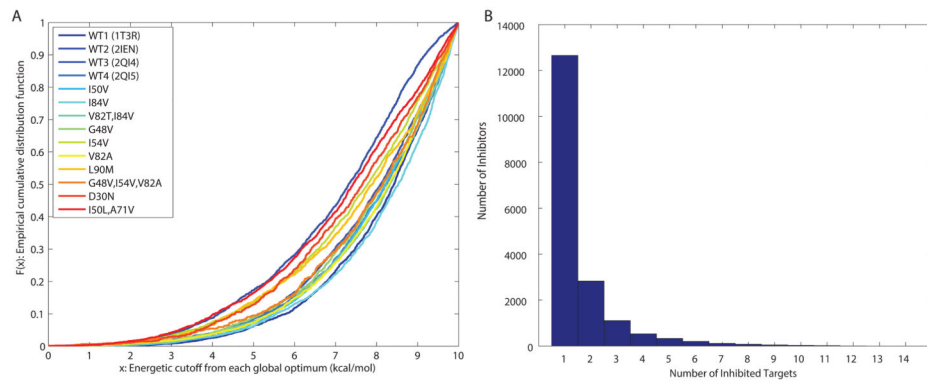 A
F(x): Empirical cumulative distribution function
1
0.9
0.8
0.7
0.6
0.5
0.4
0.3
0.2
0.1
0
WT1 (1T3R)
WT2 (2IEN)
WT3 (2QI4)
WT4 (2QI5)
I50V
I84V
V82T,I84V
G48V
I54V
V82A
L90M
G48V,I54V,V82A
D30N
I50L,A71V
0 1 2 3 4 5 6 7 8 9 10
x: Energetic cutoff from each global optimum (kcal/mol)
B
Number of Inhibitors
14000
12000
10000
8000
6000
4000
2000
0
1 2 3 4 5 6 7 8 9 10 11 12 13 14
Number of Inhibited Targets